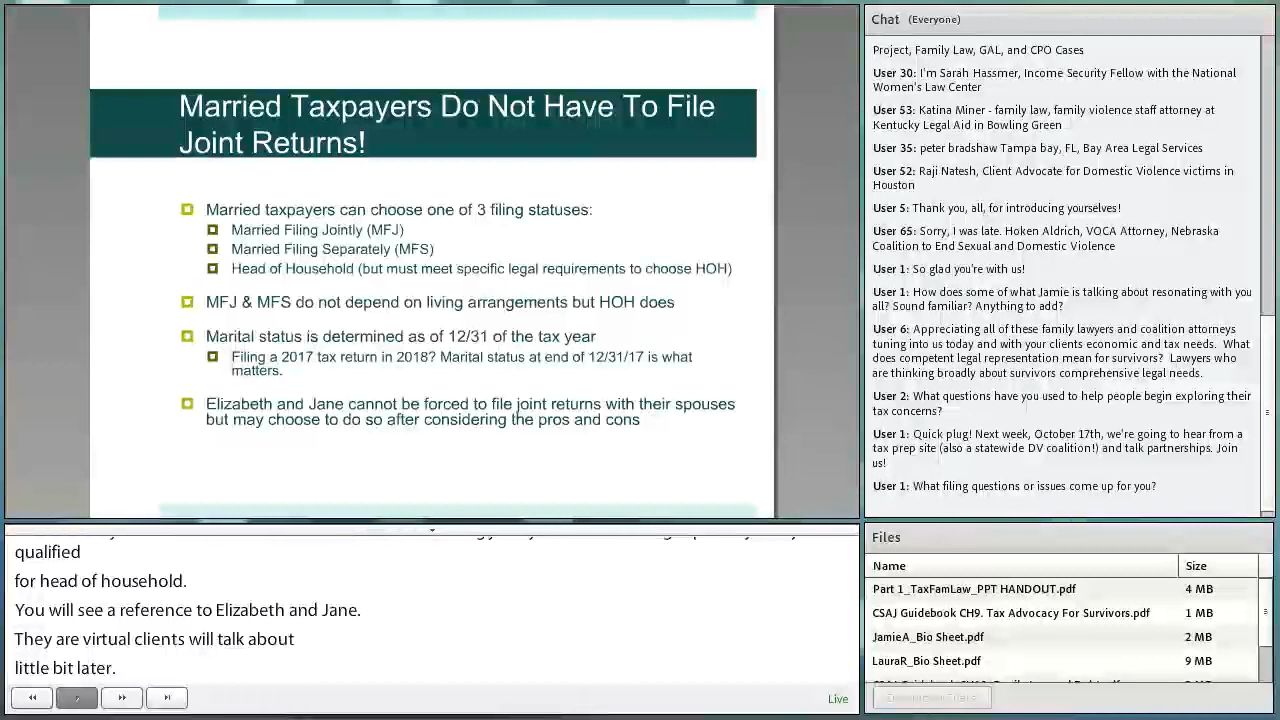 Married Taxpayers Do Not Have To File
Joint Returns!
Married taxpayers can choose one of 3 filing statuses:
Married Filing Jointly (MFJ)
Married Filing Separately (MFS)
Head of Household (but must meet specific legal requirements to choose HOH)
MFJ & MFS do not depend on living arrangements but HOH does
Marital status is determined as of 12/31 of the tax year
Filing a 2017 tax return in 2018? Marital status at end of 12/31/17 is what
matters.
Elizabeth and Jane cannot be forced to file joint returns with their spouses
but may choose to do so after considering the pros and cons
qualified
for head of household.
You will see a reference to Elizabeth and Jane.
They are virtual clients will talk about
little bit later.
Live
Chat (Everyone)
Project, Family Law, GAL, and CPO Cases
User 30: I'm Sarah Hassmer, Income Security Fellow with the National
Women's Law Center
User 53: Katina Miner - family law, family violence staff attorney at
Kentucky Legal Aid in Bowling Green
User 35: peter bradshaw Tampa bay, FL, Bay Area Legal Services
User 52: Raji Natesh, Client Advocate for Domestic Violence victims in
Houston
User 5: Thank you, all, for introducing yourselves!
User 65: Sorry, I was late. Hoken Aldrich, VOCA Attorney, Nebraska
Coalition to End Sexual and Domestic Violence
User 1: So glad you're with us!
User 1: How does some of what Jamie is talking about resonating with you
all? Sound familiar? Anything to add?
User 6: Appreciating all of these family lawyers and coalition attorneys
tuning into us today and with your clients economic and tax needs. What
does competent legal representation mean for survivors? Lawyers who
are thinking broadly about survivors comprehensive legal needs.
User 2: What questions have you used to help people begin exploring their
tax concerns?
User 1: Quick plug! Next week, October 17th, we're going to hear from a
tax prep site (also a statewide DV coalition!) and talk partnerships. Join
us!
User 1: What filing questions or issues come up for you?
Files
Name Size
Part 1_TaxFamLaw_PPT HANDOUT.pdf 4 MB
CSAJ Guidebook CH9. Tax Advocacy For Survivors.pdf 1 MB
JamieA_Bio Sheet.pdf 2 MB
LauraR_Bio Sheet.pdf 9 MB